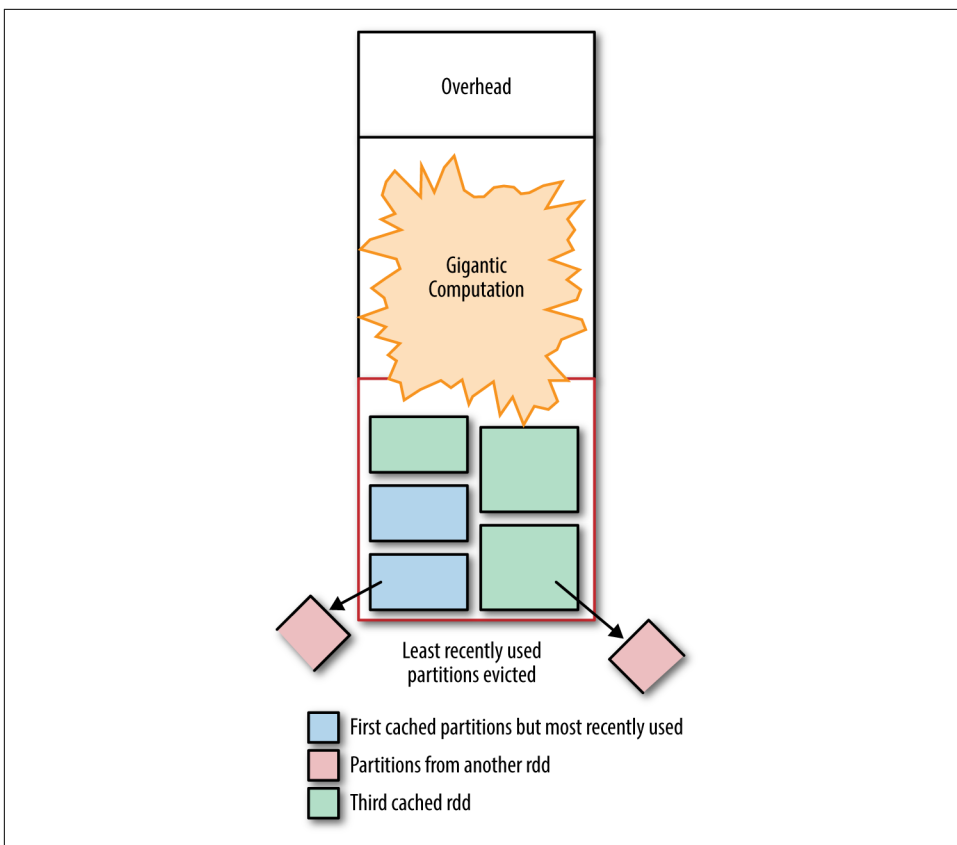 Overhead
Gigantic
Computation
Least recently used
partitions evicted
First cached partitions but most recently used
Partitions from another rdd
Third cached rdd